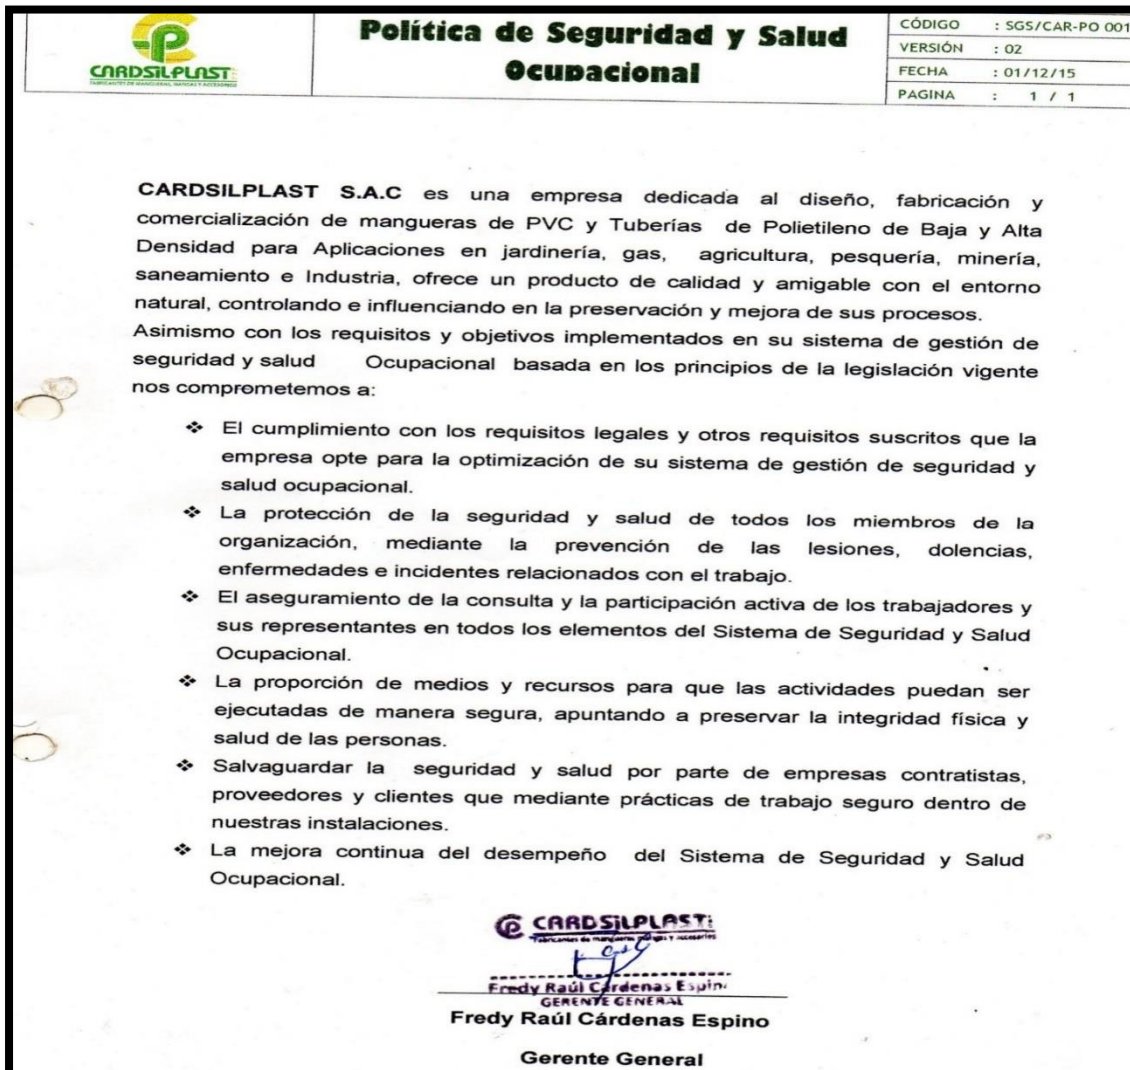 CP
CARDSILPLAST
FABRICANTES DE MANGUERAS, MATIZAS Y ACCESORIOS
Política de Seguridad y Salud
Ocupacional
CÓDIGO : SGS/CAR-PO 001
VERSIÓN : 02
FECHA : 01/12/15
PAGINA : 1 / 1
CARDSILPLAST S.A.C es una empresa dedicada al diseño, fabricación y
comercialización de mangueras de PVC y Tuberías de Polietileno de Baja y Alta
Densidad para Aplicaciones en jardinería, gas, agricultura, pesquería, minería,
saneamiento e Industria, ofrece un producto de calidad y amigable con el entorno
natural, controlando e influenciando en la preservación y mejora de sus procesos.
Asimismo con los requisitos y objetivos implementados en su sistema de gestión de
seguridad y salud Ocupacional basada en los principios de la legislación vigente
nos comprometemos a:
❖ El cumplimiento con los requisitos legales y otros requisitos suscritos que la
empresa opte para la optimización de su sistema de gestión de seguridad y
salud ocupacional.
❖ La protección de la seguridad y salud de todos los miembros de la
organización, mediante la prevención de las lesiones, dolencias,
enfermedades e incidentes relacionados con el trabajo.
❖ El aseguramiento de la consulta y la participación activa de los trabajadores y
sus representantes en todos los elementos del Sistema de Seguridad y Salud
Ocupacional.
❖ La proporción de medios y recursos para que las actividades puedan ser
ejecutadas de manera segura, apuntando a preservar la integridad física y
salud de las personas.
❖ Salvaguardar la seguridad y salud por parte de empresas contratistas,
proveedores y clientes que mediante prácticas de trabajo seguro dentro de
nuestras instalaciones.
❖ La mejora continua del desempeño del Sistema de Seguridad y Salud
Ocupacional.
CP CARDSILPLAST
Fabricantes de mangueras y accesorios
Fredy Raúl Cárdenas Espin
GERENTE GENERAL
Fredy Raúl Cárdenas Espino
Gerente General